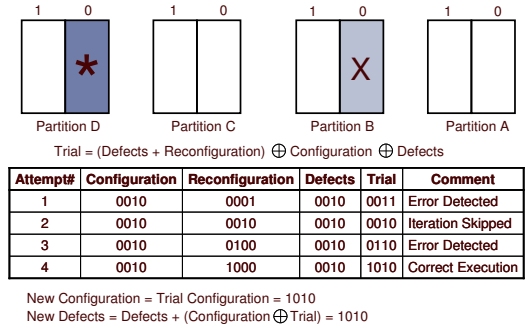 1 0 1 0 1 0 1 0
* X
Partition D Partition C Partition B Partition A
Trial = (Defects + Reconfiguration) ⊕ Configuration ⊕ Defects
Attempt# Configuration Reconfiguration Defects Trial Comment
1 0010 0001 0010 0011 Error Detected
2 0010 0010 0010 0010 Iteration Skipped
3 0010 0100 0010 0110 Error Detected
4 0010 1000 0010 1010 Correct Execution
New Configuration = Trial Configuration = 1010
New Defects = Defects + (Configuration ⊕ Trial) = 1010